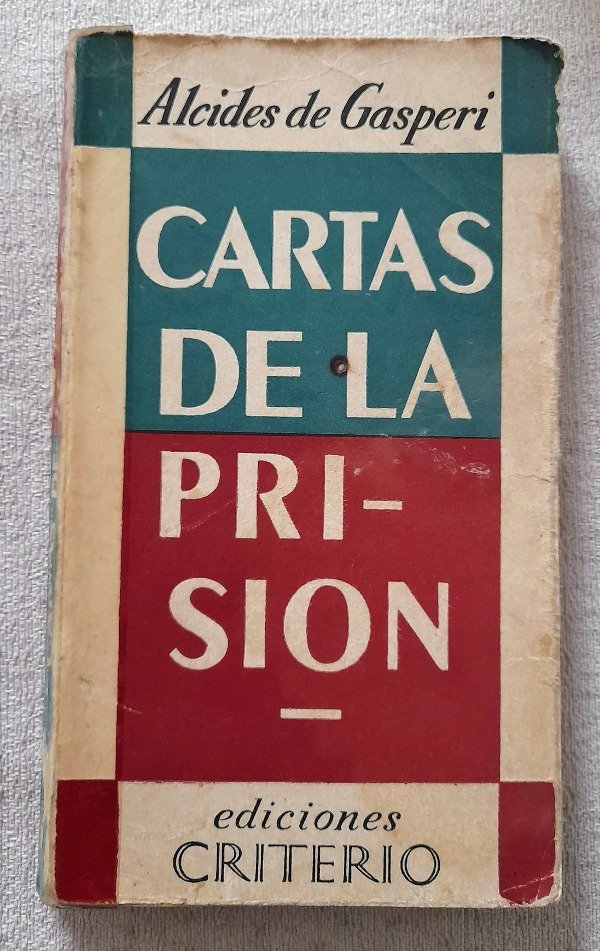 Alcides de Gasperi
CARTAS
DE LA
PRI-
SION
ediciones
CRITERIO